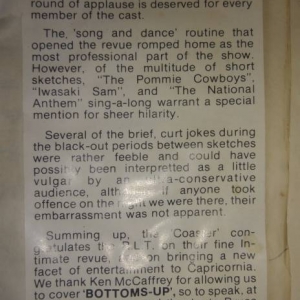 round of applause is deserved for every
member of the cast.
The, 'song and dance' routine that
opened the revue romped home as the
most professional part of the show.
However, of the multitude of short
sketches, "The Pommie Cowboys",
"Iwasaki Sam", and "The National
Anthem" sing-a-long warrant a special
mention for sheer hilarity.
Several of the brief, curt jokes during
the black-out periods between sketches
were rather feeble and could have
possibly been interpretted as a little
vulgar by an a-conservative
audience, if anyone took
offence on the night we were there, their
embarrassment was not apparent.
Summing up, the 'Coaster' con-
gratulates the P.L.T. on their fine In-
timate revue, on bringing a new
facet of entertainment to Capricornia.
We thank Ken McCaffrey for allowing us
to cover 'BOTTOMS-UP', so to speak, at